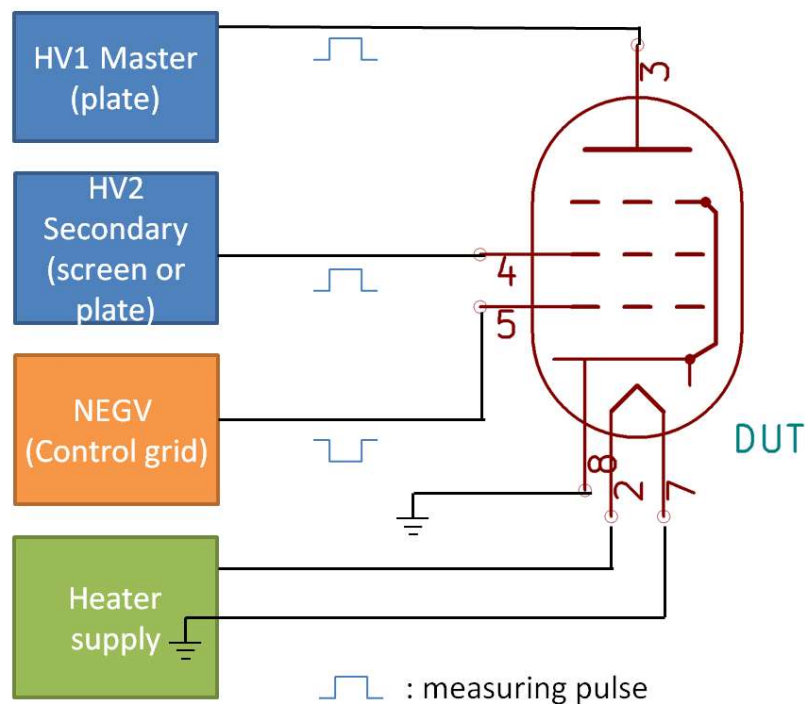 HV1 Master
(plate)
3
HV2
Secondary
(screen or
plate)
4
5
NEGV
(Control grid)
DUT
8
2
7
Heater
supply
: measuring pulse